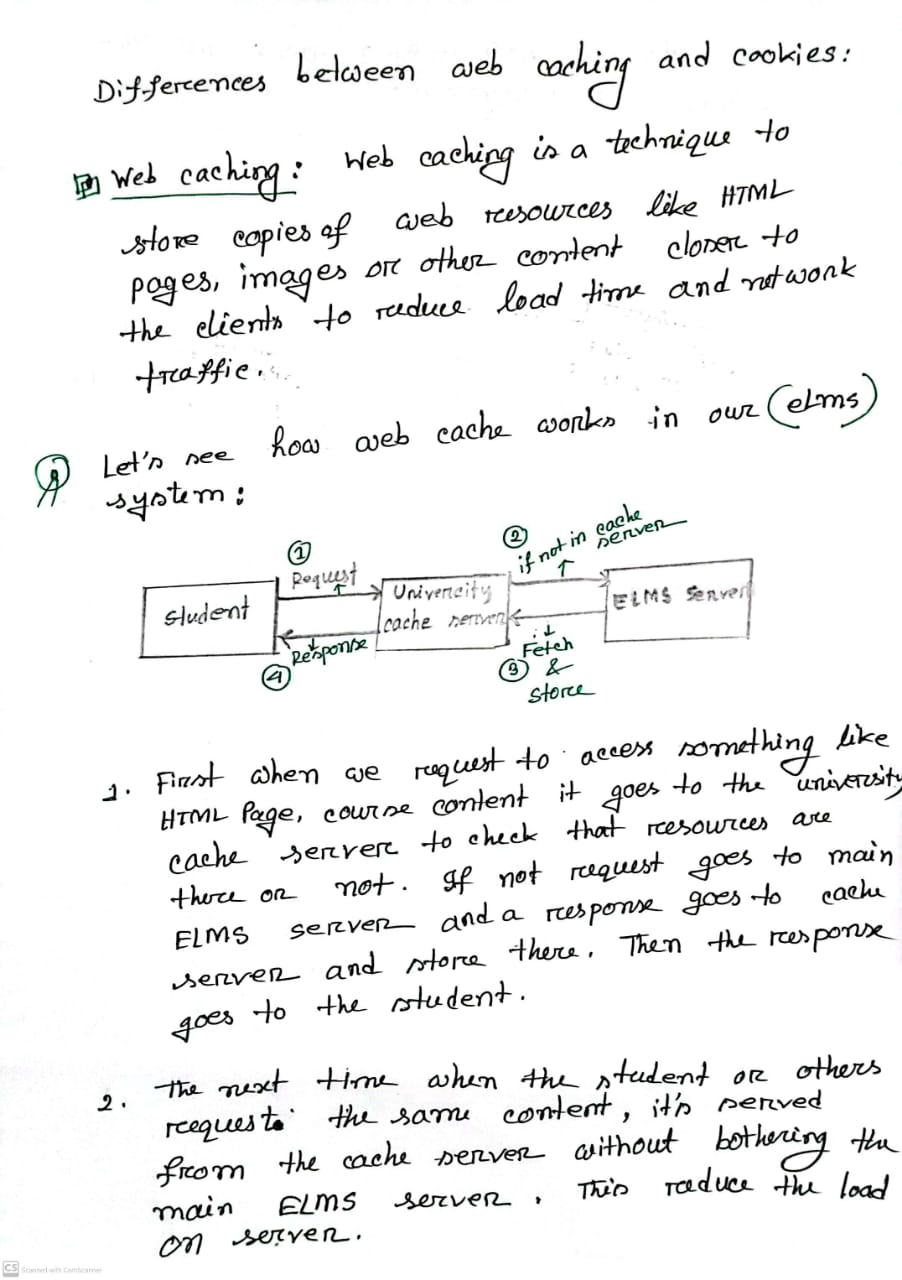 Differences between web caching and cookies:
Web caching: Web caching is a technique to
store copies of web resources like HTML
pages, images or other content closer to
the clients to reduce load time and network
traffic.
Let's see how web cache works in our (eLms)
system:
① Request
② if not in cache server
Student
Univercity cache server
ELMS Server
④ Response
③ Fetch & store
1. First when we request to access something like
HTML Page, course content it goes to the university
cache server to check that resources are
there or not. If not request goes to main
ELMS server and a response goes to cache
server and store there. Then the response
goes to the student.
2. The next time when the student or others
request the same content, it's served
from the cache server without bothering the
main ELMS server. This reduce the load
on server.
CS Scanned with CamScanner